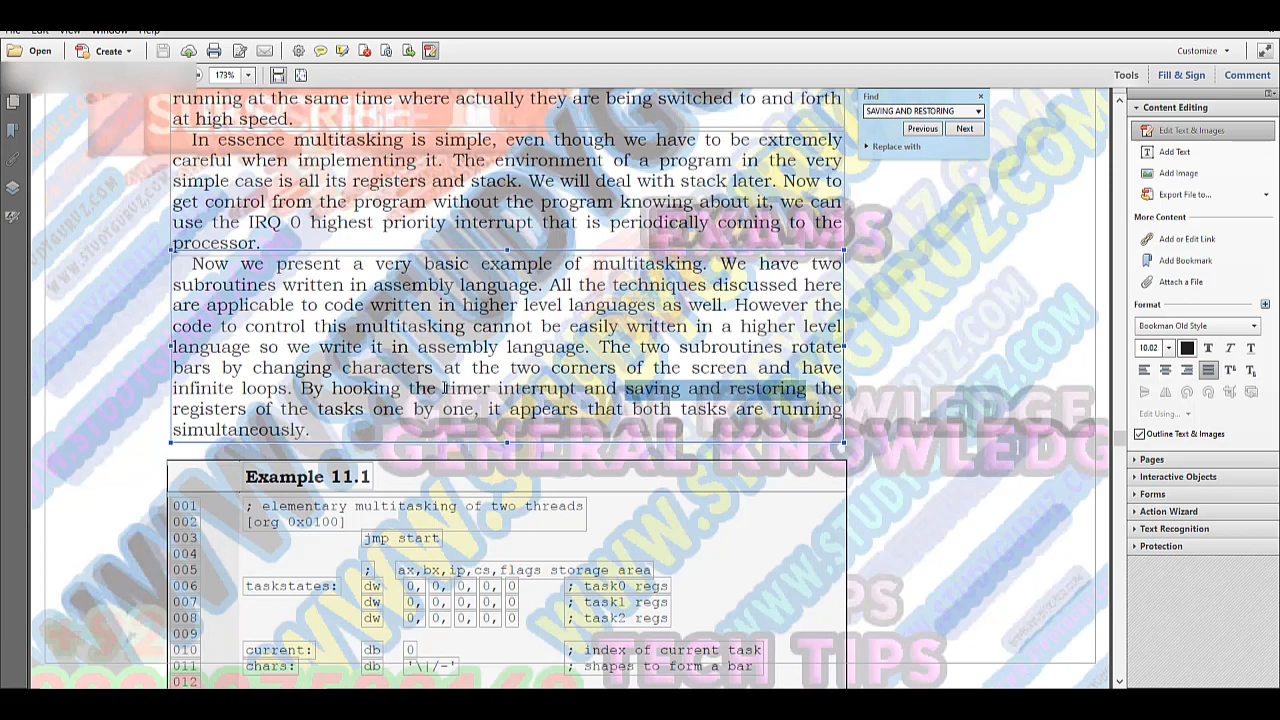 File Edit View Window Help
Open
Create
Customize
173%
Tools
Fill & Sign
Comment
running at the same time where actually they are being switched to and forth
at high speed.
In essence multitasking is simple, even though we have to be extremely
careful when implementing it. The environment of a program in the very
simple case is all its registers and stack. We will deal with stack later. Now to
get control from the program without the program knowing about it, we can
use the IRQ 0 highest priority interrupt that is periodically coming to the
processor.
Now we present a very basic example of multitasking. We have two
subroutines written in assembly language. All the techniques discussed here
are applicable to code written in higher level languages as well. However the
code to control this multitasking cannot be easily written in a higher level
language so we write it in assembly language. The two subroutines rotate
bars by changing characters at the two corners of the screen and have
infinite loops. By hooking the timer interrupt and saving and restoring the
registers of the tasks one by one, it appears that both tasks are running
simultaneously.
Example 11.1
001 ; elementary multitasking of two threads
002 [org 0x0100]
003 jmp start
004
005 ; ax,bx,ip,cs,flags storage area
006 taskstates: dw 0, 0, 0, 0, 0 ; task0 regs
007 dw 0, 0, 0, 0, 0 ; task1 regs
008 dw 0, 0, 0, 0, 0 ; task2 regs
009
010 current: db 0 ; index of current task
011 chars: db '\|/-' ; shapes to form a bar
012
Find
SAVING AND RESTORING
Previous
Next
Replace with
Content Editing
Edit Text & Images
Add Text
Add Image
Export File to...
More Content
Add or Edit Link
Add Bookmark
Attach a File
Format
Bookman Old Style
10.02
T T T
Edit Using...
Outline Text & Images
Pages
Interactive Objects
Forms
Action Wizard
Text Recognition
Protection
SUBSCRIBE
EXAMS
GENERAL KNOWLEDGE
TIPS
TECH TIPS
WWW.STUDYGURUZ.COM